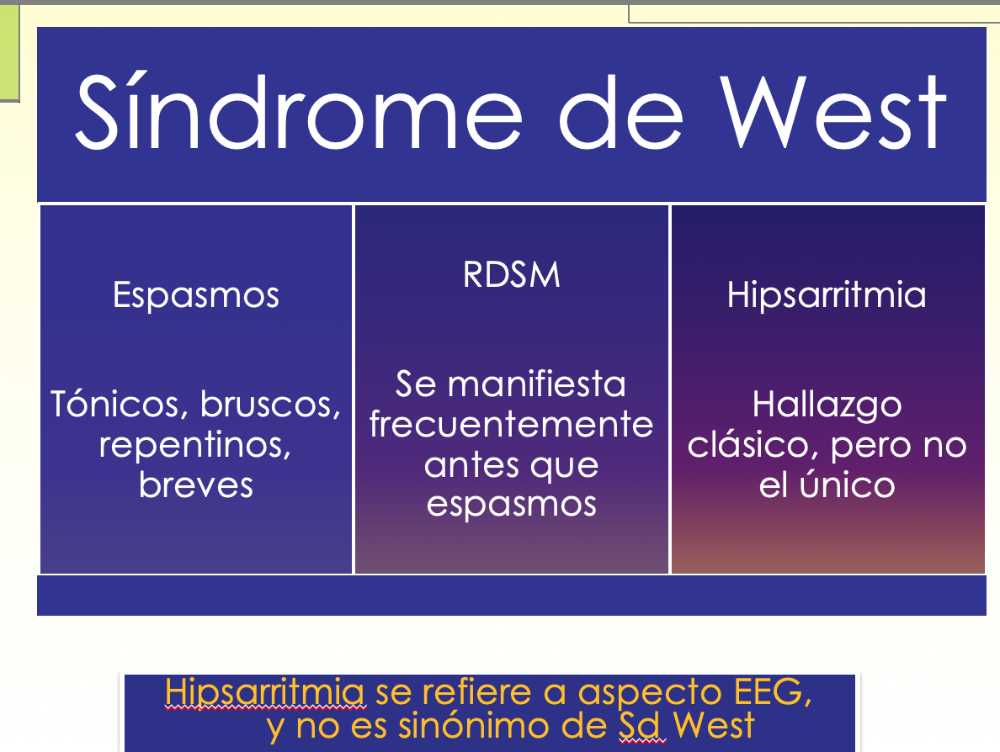 Síndrome de West
Espasmos
Tónicos, bruscos,
repentinos,
breves
RDSM
Se manifiesta
frecuentemente
antes que
espasmos
Hipsarritmia
Hallazgo
clásico, pero no
el único
Hipsarritmia se refiere a aspecto EEG,
y no es sinónimo de Sd West